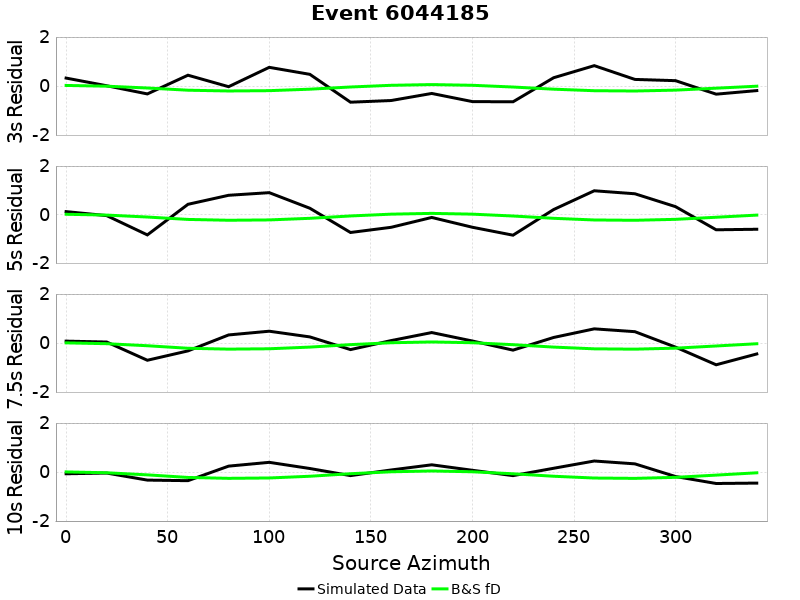 Event 6044185
3s Residual
2
0
-2
5s Residual
2
0
-2
7.5s Residual
2
0
-2
10s Residual
2
0
-2
0 50 100 150 200 250 300
Source Azimuth
Simulated Data B&S fD